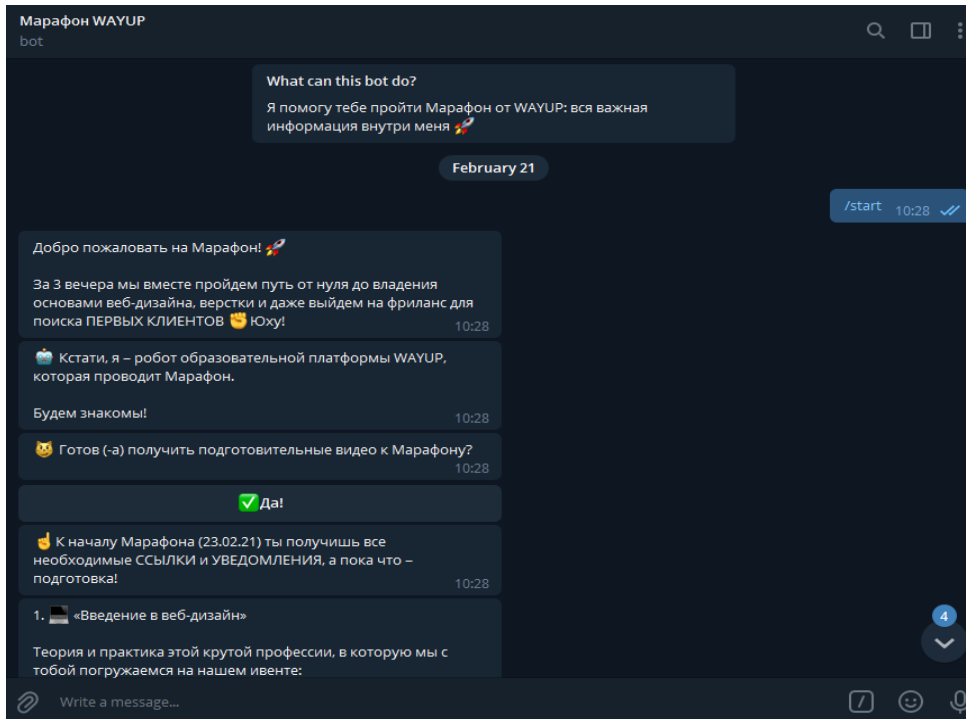 Марафон WAYUP
bot
What can this bot do?
Я помогу тебе пройти Марафон от WAYUP: вся важная
информация внутри меня 🚀
February 21
/start 10:28
Добро пожаловать на Марафон! 🚀
За 3 вечера мы вместе пройдем путь от нуля до владения
основами веб-дизайна, верстки и даже выйдем на фриланс для
поиска ПЕРВЫХ КЛИЕНТОВ ✊ Юху!
10:28
🤖 Кстати, я – робот образовательной платформы WAYUP,
которая проводит Марафон.
Будем знакомы!
10:28
😺 Готов (-а) получить подготовительные видео к Марафону?
10:28
✅ Да!
☝ К началу Марафона (23.02.21) ты получишь все
необходимые ССЫЛКИ и УВЕДОМЛЕНИЯ, а пока что –
подготовка!
10:28
1. 💻 «Введение в веб-дизайн»
Теория и практика этой крутой профессии, в которую мы с
тобой погружаемся на нашем ивенте:
4
Write a message...